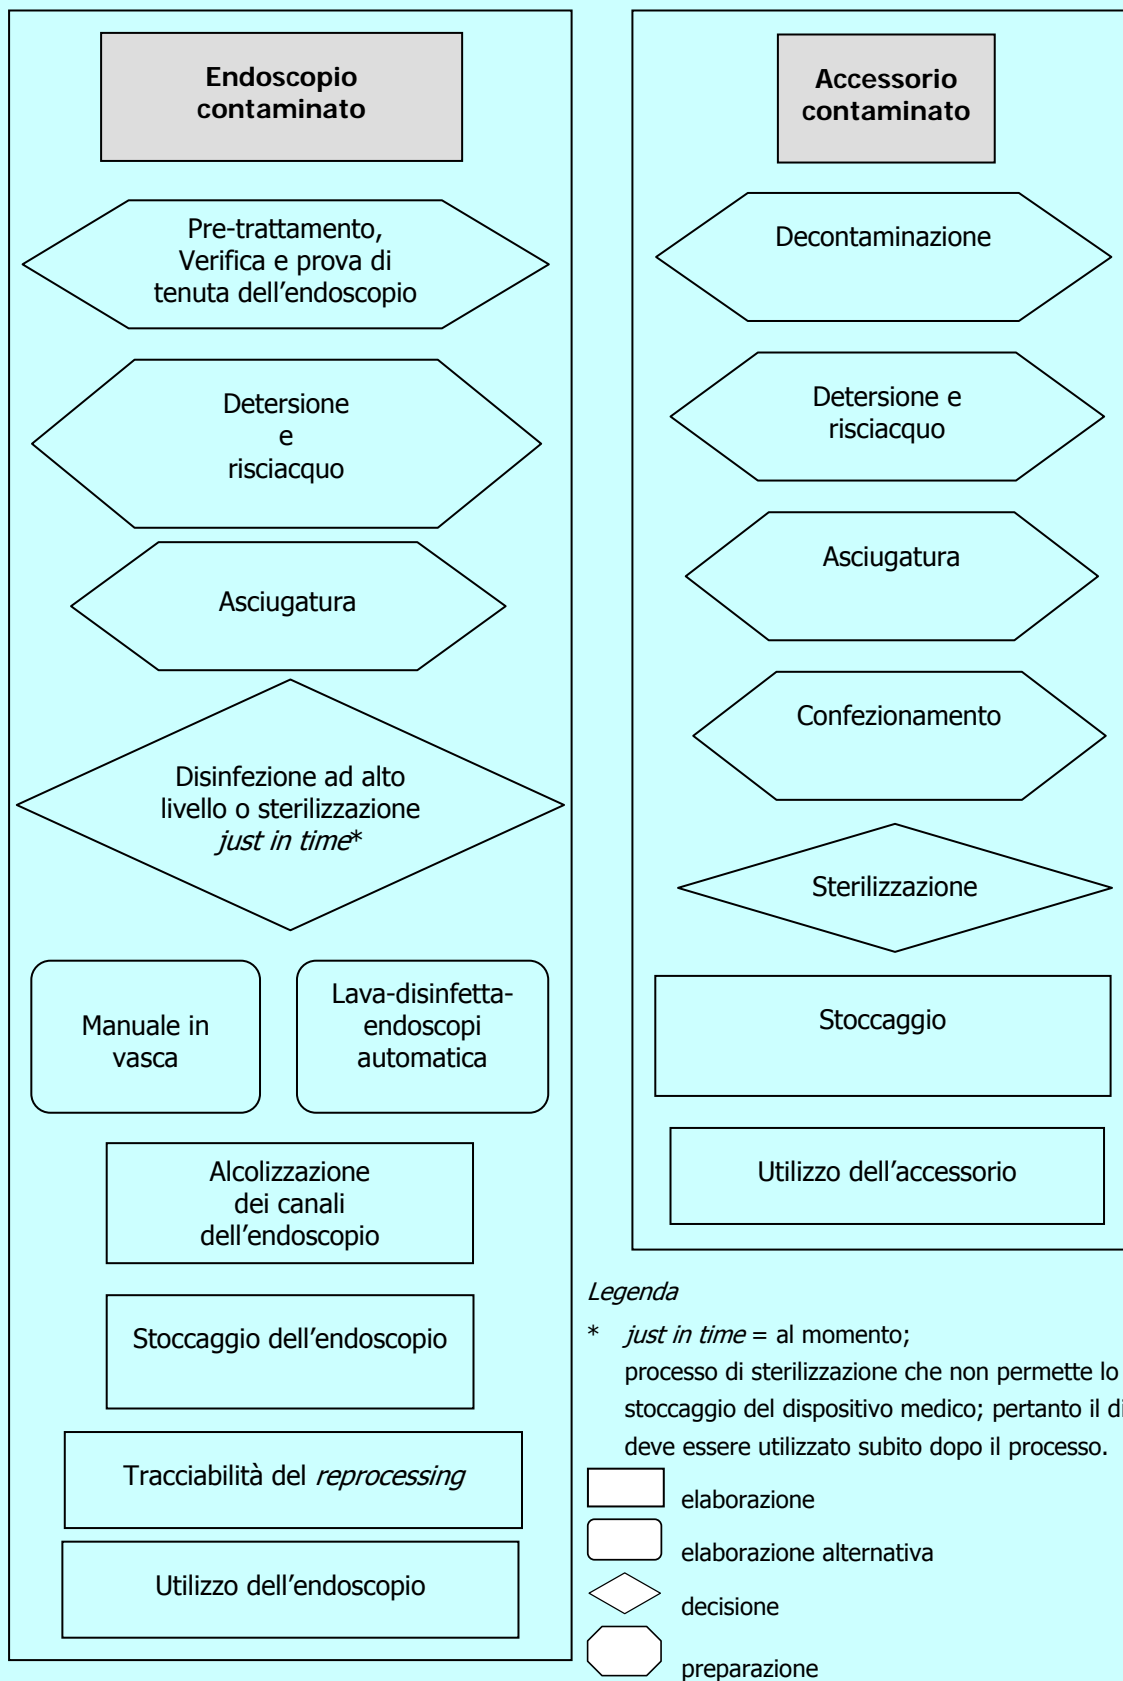 Endoscopio
contaminato
Pre-trattamento,
Verifica e prova di
tenuta dell’endoscopio
Detersione
e
risciacquo
Asciugatura
Disinfezione ad alto
livello o sterilizzazione
just in time*
Manuale in
vasca
Lava-disinfetta-
endoscopi
automatica
Alcolizzazione
dei canali
dell’endoscopio
Stoccaggio dell’endoscopio
Tracciabilità del reprocessing
Utilizzo dell’endoscopio
Accessorio
contaminato
Decontaminazione
Detersione e
risciacquo
Asciugatura
Confezionamento
Sterilizzazione
Stoccaggio
Utilizzo dell’accessorio
Legenda
* just in time = al momento;
processo di sterilizzazione che non permette lo
stoccaggio del dispositivo medico; pertanto il
deve essere utilizzato subito dopo il processo.
elaborazione
elaborazione alternativa
decisione
preparazione